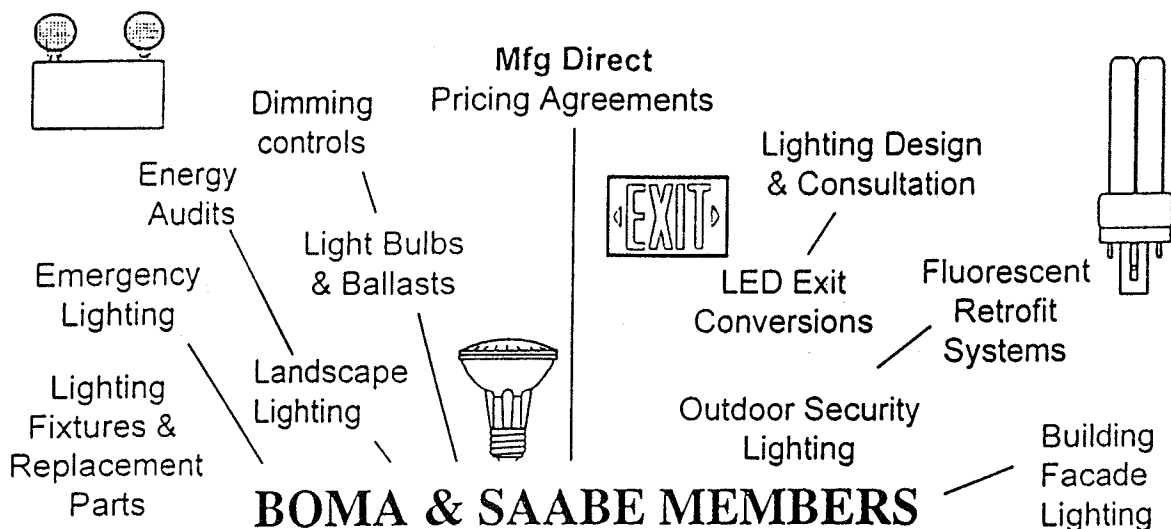 Mfg Direct
Pricing Agreements
Dimming
controls
Energy
Audits
Light Bulbs
& Ballasts
Emergency
Lighting
Landscape
Lighting
Lighting
Fixtures &
Replacement
Parts
EXIT
Lighting Design
& Consultation
LED Exit
Conversions
Fluorescent
Retrofit
Systems
Outdoor Security
Lighting
Building
Facade
Lighting
BOMA & SAABE MEMBERS